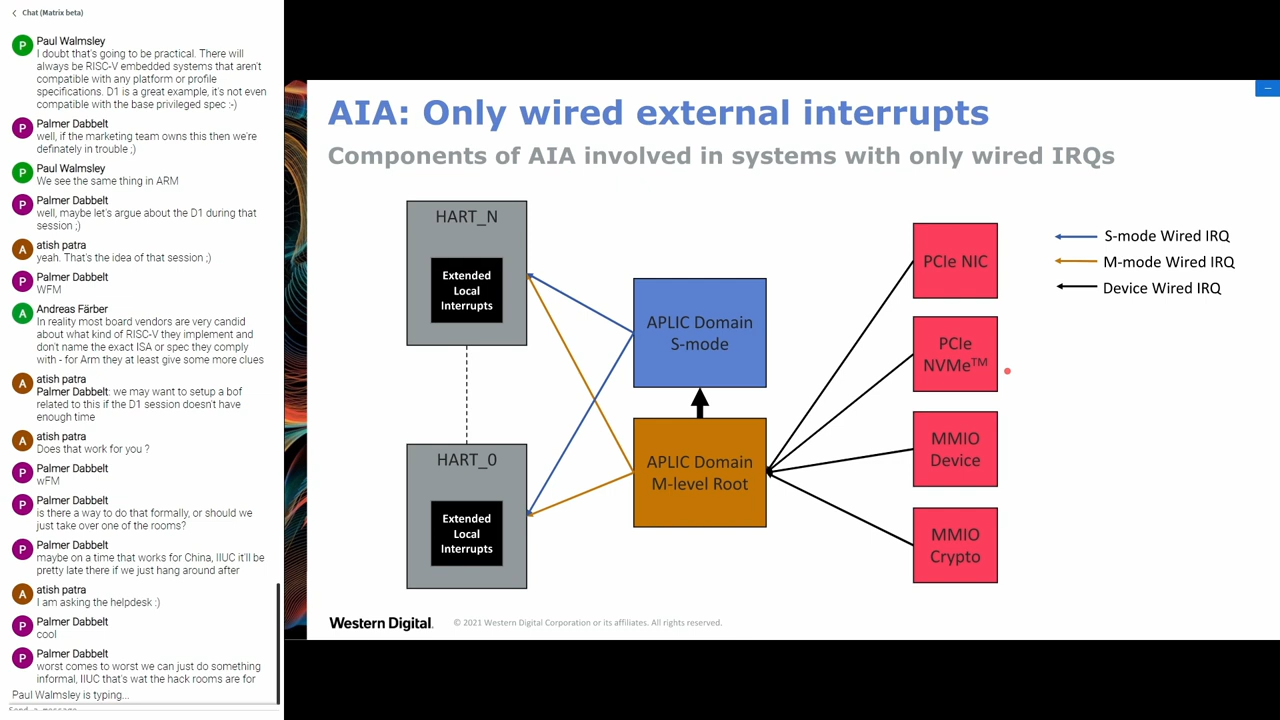 Chat (Matrix beta)
P
Paul Walmsley
I doubt that's going to be practical. There will
always be RISC-V embedded systems that aren't
compatible with any platform or profile
specifications. D1 is a great example, it's not even
compatible with the base privileged spec :-)
P
Palmer Dabbelt
well, if the marketing team owns this then we're
definately in trouble ;)
P
Paul Walmsley
We see the same thing in ARM
P
Palmer Dabbelt
well, maybe let's argue about the D1 during that
session ;)
A
atish patra
yeah. That's the idea of that session ;)
P
Palmer Dabbelt
WFM
A
Andreas Färber
In reality most board vendors are very candid
about what kind of RISC-V they implement and
don't name the exact ISA or spec they comply
with - for Arm they at least give some more clues
A
atish patra
Palmer Dabbelt: we may want to setup a bof
related to this if the D1 session doesn't have
enough time
A
atish patra
Does that work for you ?
P
Palmer Dabbelt
wFM
P
Palmer Dabbelt
is there a way to do that formally, or should we
just take over one of the rooms?
P
Palmer Dabbelt
maybe on a time that works for China, IIUC it'll be
pretty late there if we just hang around after
A
atish patra
I am asking the helpdesk :)
P
Palmer Dabbelt
cool
P
Palmer Dabbelt
worst comes to worst we can just do something
informal, IIUC that's wat the hack rooms are for
Paul Walmsley is typing...
Send a message
AIA: Only wired external interrupts
Components of AIA involved in systems with only wired IRQs
HART_N
Extended
Local
Interrupts
HART_0
Extended
Local
Interrupts
APLIC Domain
S-mode
APLIC Domain
M-level Root
PCIe NIC
PCIe
NVMe™
MMIO
Device
MMIO
Crypto
S-mode Wired IRQ
M-mode Wired IRQ
Device Wired IRQ
Western Digital.
© 2021 Western Digital Corporation or its affiliates. All rights reserved.